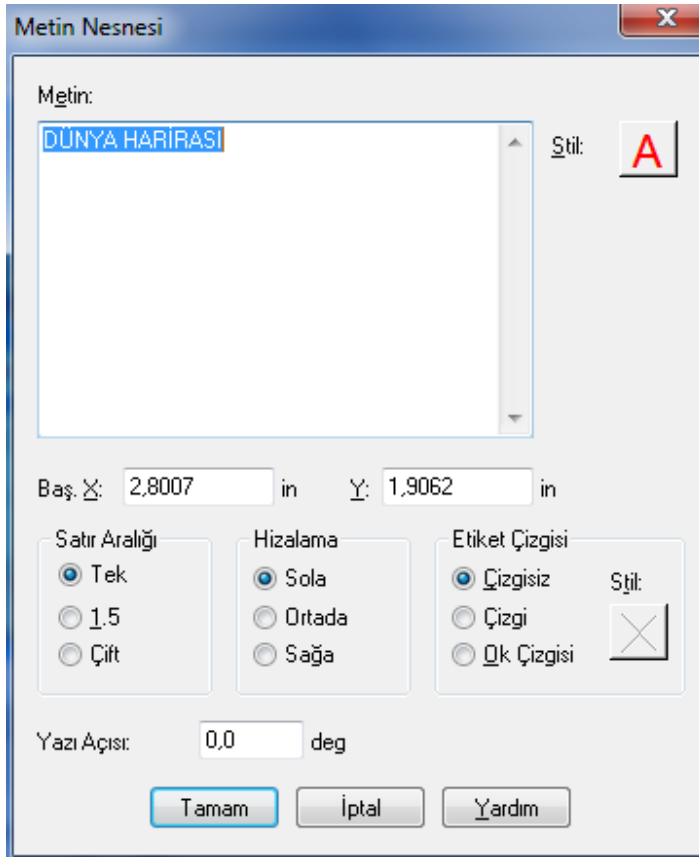 Metin Nesnesi
x
Metin:
DÜNYA HARİRASI
Stil:
A
Baş. X: 2,8007 in Y: 1,9062 in
Satır Aralığı
Tek
1.5
Çift
Hizalama
Sola
Ortada
Sağa
Etiket Çizgisi
Çizgisiz
Çizgi
Ok Çizgisi
Stil:
Yazı Açısı: 0,0 deg
Tamam İptal Yardım